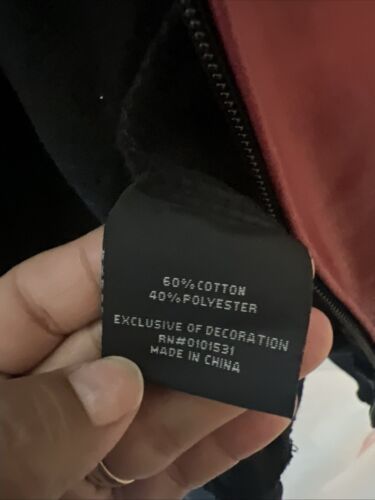 60% COTTON
40% POLYESTER
EXCLUSIVE OF DECORATION
RN#0101531
MADE IN CHINA